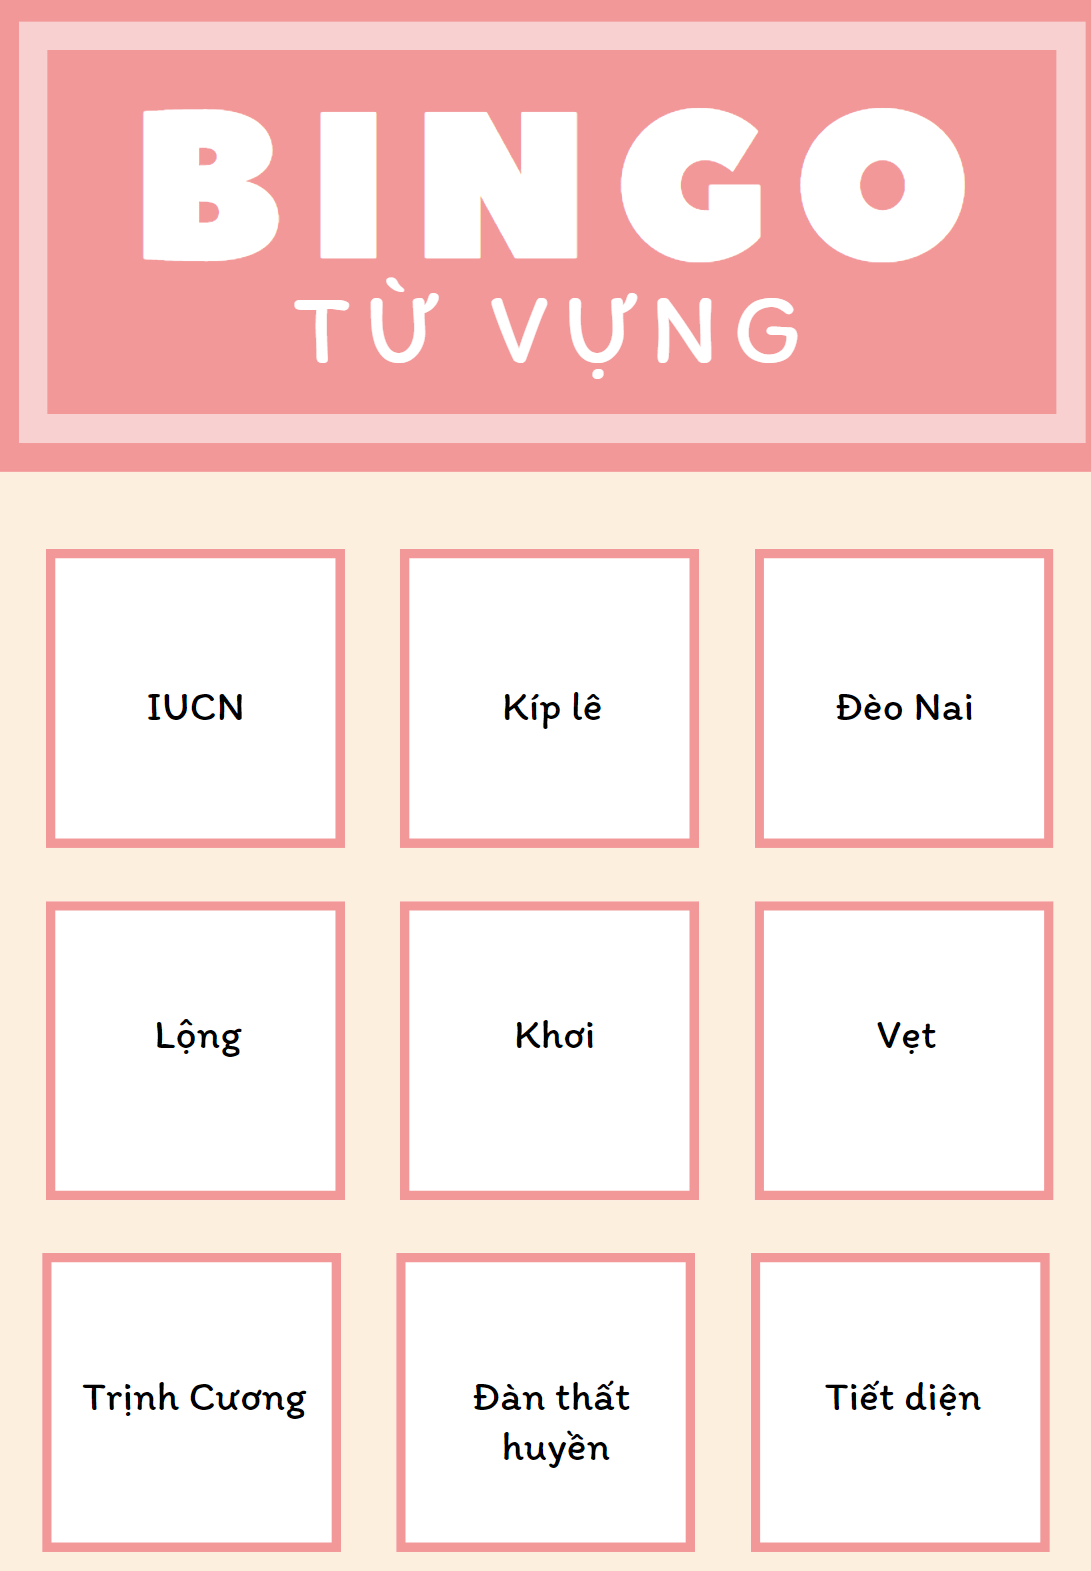 BINGO
TỪ VỰNG
IUCN
Kíp lê
Đèo Nai
Lộng
Khơi
Vẹt
Trịnh Cương
Đàn thất
huyền
Tiết diện